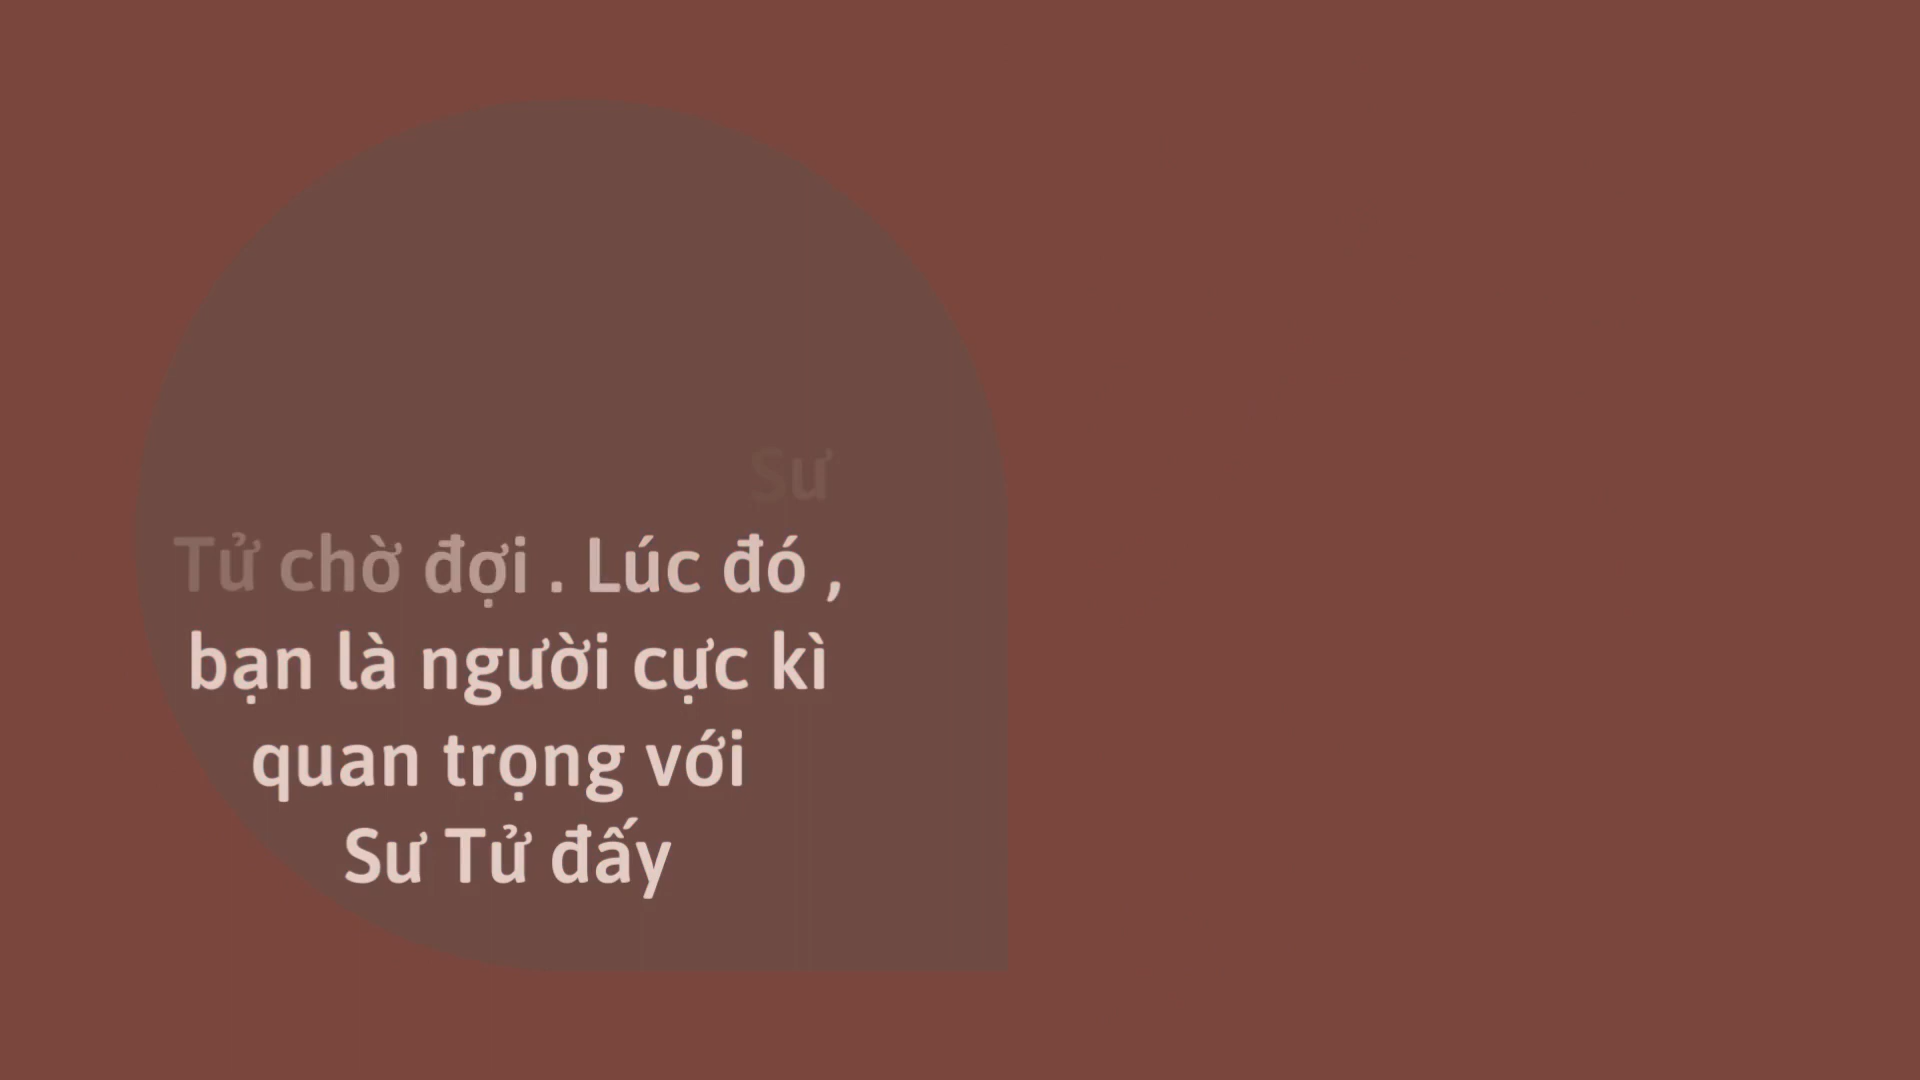 Sư
Tử chờ đợi . Lúc đó ,
bạn là người cực kì
quan trọng với
Sư Tử đấy